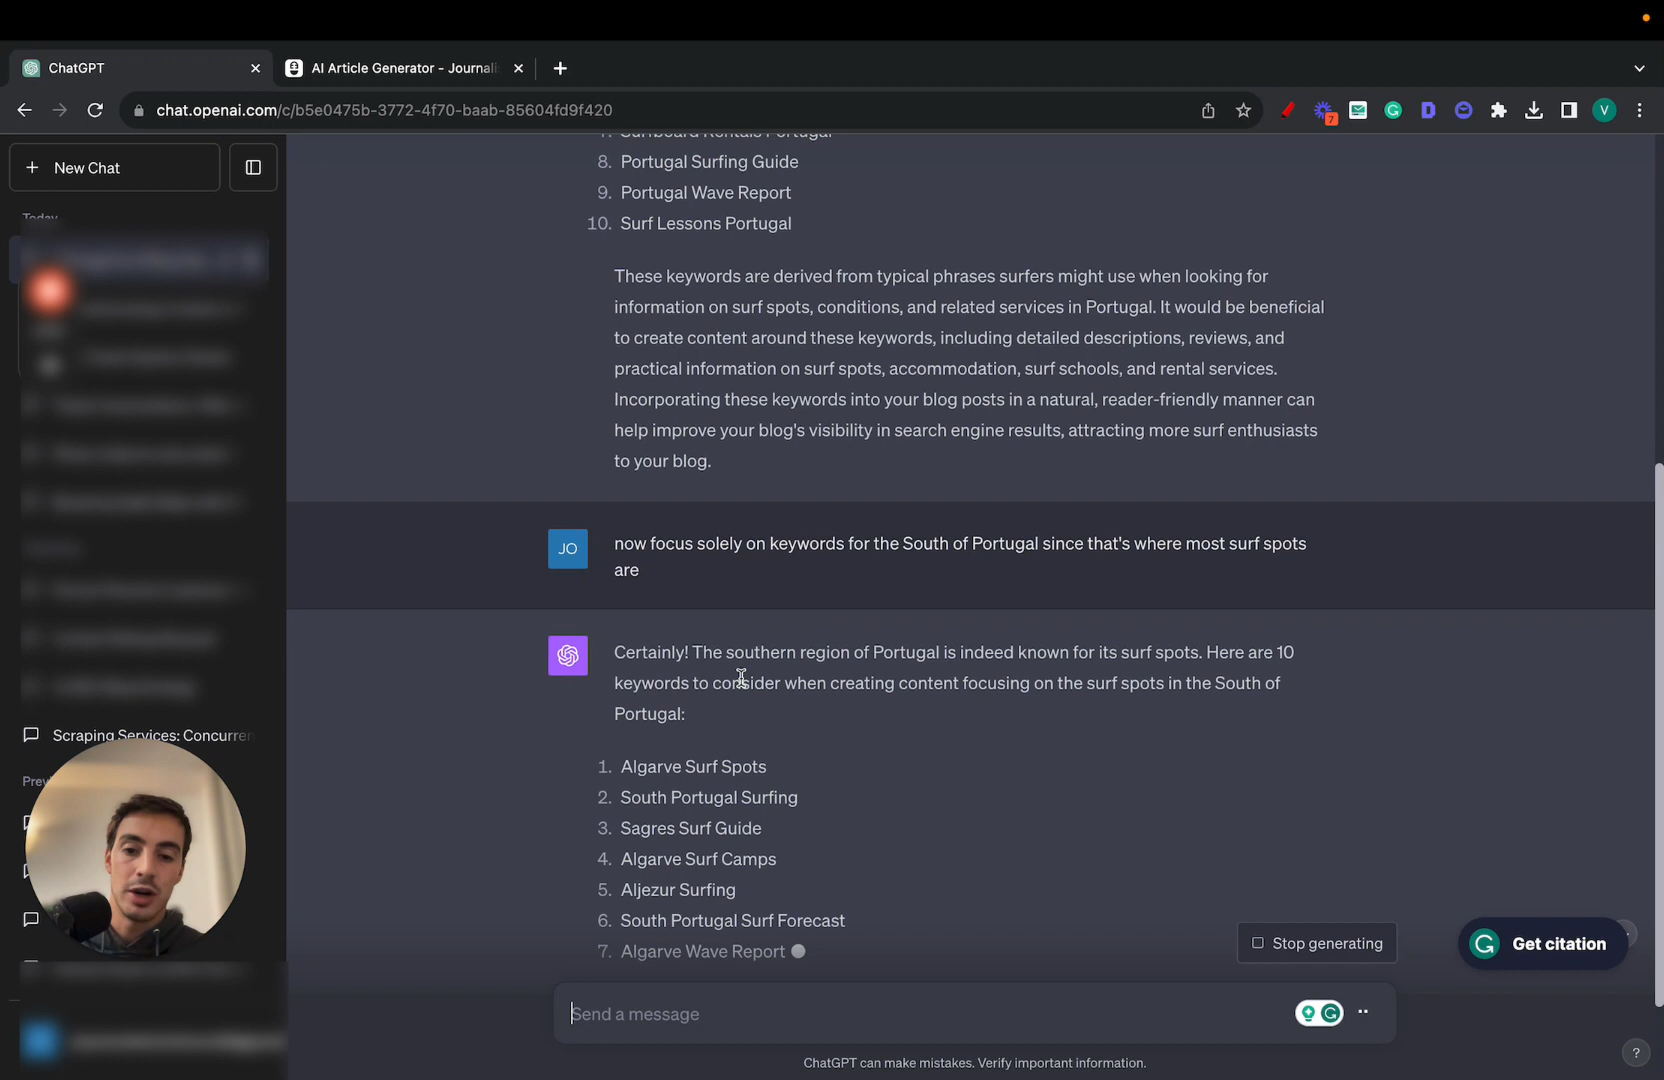 ChatGPT
AI Article Generator - Journali
chat.openai.com/c/b5e0475b-3772-4f70-baab-85604fd9f420
7
V
New Chat
Today
Surfboard Rentals Portugal
8. Portugal Surfing Guide
9. Portugal Wave Report
10. Surf Lessons Portugal
These keywords are derived from typical phrases surfers might use when looking for
information on surf spots, conditions, and related services in Portugal. It would be beneficial
to create content around these keywords, including detailed descriptions, reviews, and
practical information on surf spots, accommodation, surf schools, and rental services.
Incorporating these keywords into your blog posts in a natural, reader-friendly manner can
help improve your blog's visibility in search engine results, attracting more surf enthusiasts
to your blog.
JO
now focus solely on keywords for the South of Portugal since that's where most surf spots
are
Certainly! The southern region of Portugal is indeed known for its surf spots. Here are 10
keywords to consider when creating content focusing on the surf spots in the South of
Portugal:
1. Algarve Surf Spots
2. South Portugal Surfing
3. Sagres Surf Guide
4. Algarve Surf Camps
5. Aljezur Surfing
6. South Portugal Surf Forecast
7. Algarve Wave Report
Scraping Services: Concurren
Prev
Stop generating
Get citation
Send a message
ChatGPT can make mistakes. Verify important information.
?